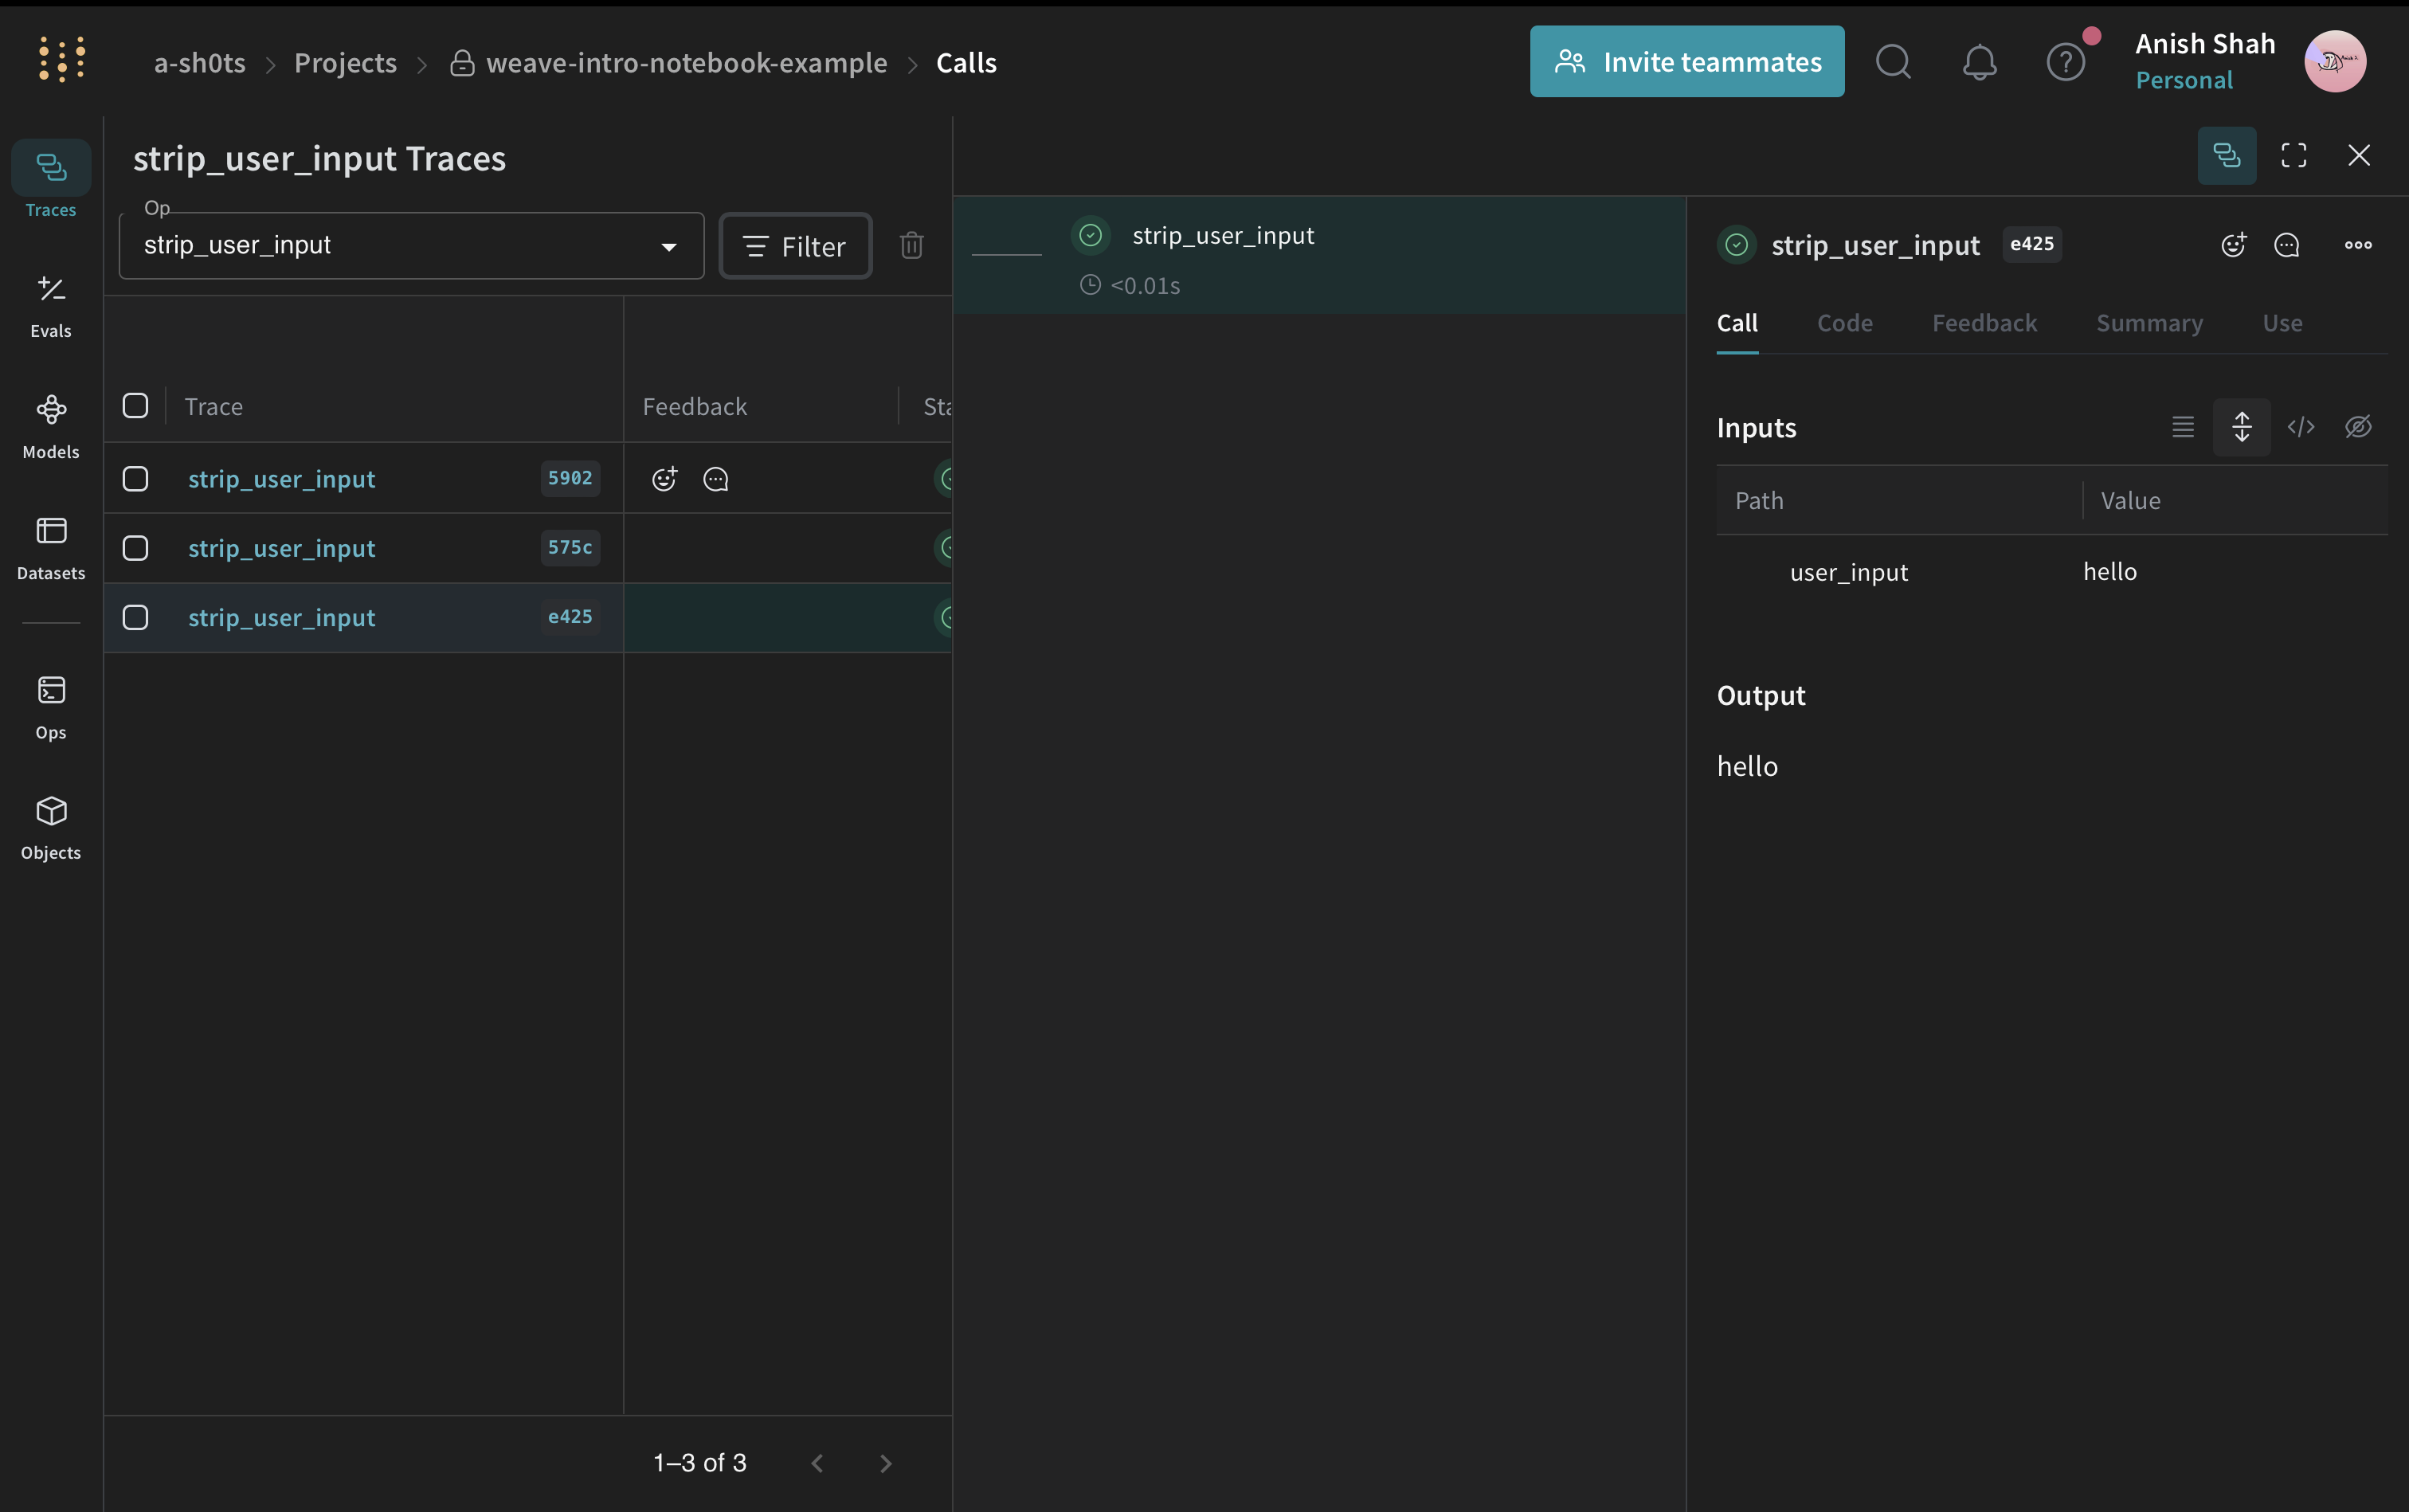 a-sh0ts > Projects > weave-intro-notebook-example > Calls
Invite teammates
?
Anish Shah
Personal
Traces
Evals
Models
Datasets
Ops
Objects
strip_user_input Traces
Op
strip_user_input
Filter
Trace Feedback Sta
strip_user_input 5902
strip_user_input 575c
strip_user_input e425
1–3 of 3
strip_user_input
<0.01s
strip_user_input e425
Call Code Feedback Summary Use
Inputs
Path Value
user_input hello
Output
hello